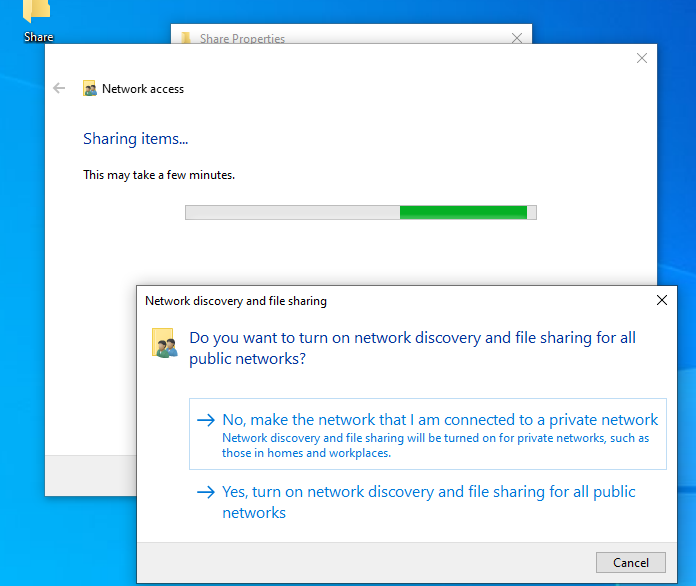 Share
Share Properties
Network access
Sharing items...
This may take a few minutes.
Network discovery and file sharing
Do you want to turn on network discovery and file sharing for all
public networks?
No, make the network that I am connected to a private network
Network discovery and file sharing will be turned on for private networks, such as
those in homes and workplaces.
Yes, turn on network discovery and file sharing for all public
networks
Cancel